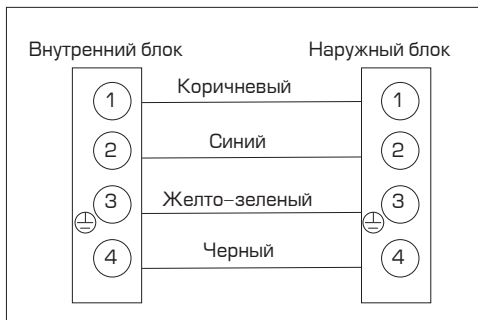 Внутренний блок Наружный блок
1 Коричневый 1
2 Синий 2
3 Желто-зеленый 3
4 Черный 4